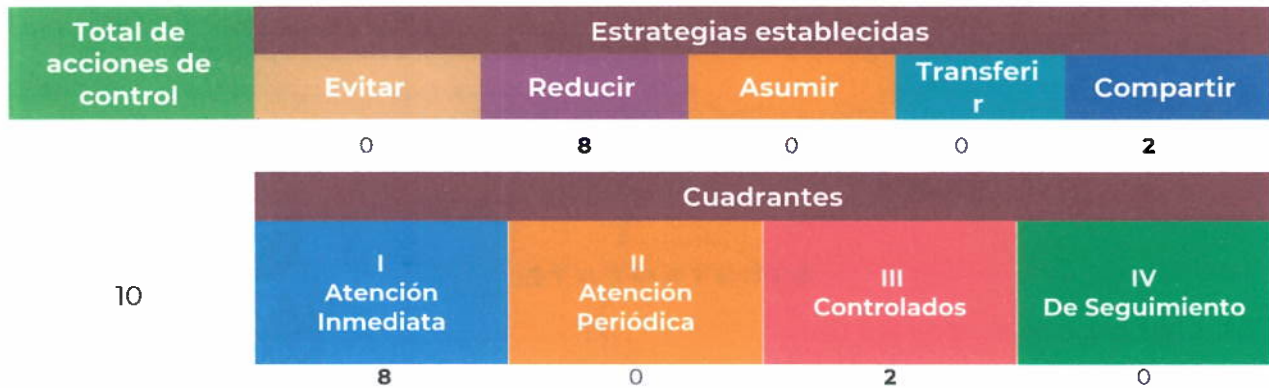 Total de
acciones de
control
Estrategias establecidas
Evitar
Reducir
Asumir
Transferi
r
Compartir
0
8
0
0
2
Cuadrantes
10
I
Atención
Inmediata
II
Atención
Periódica
III
Controlados
IV
De Seguimiento
8
0
2
0